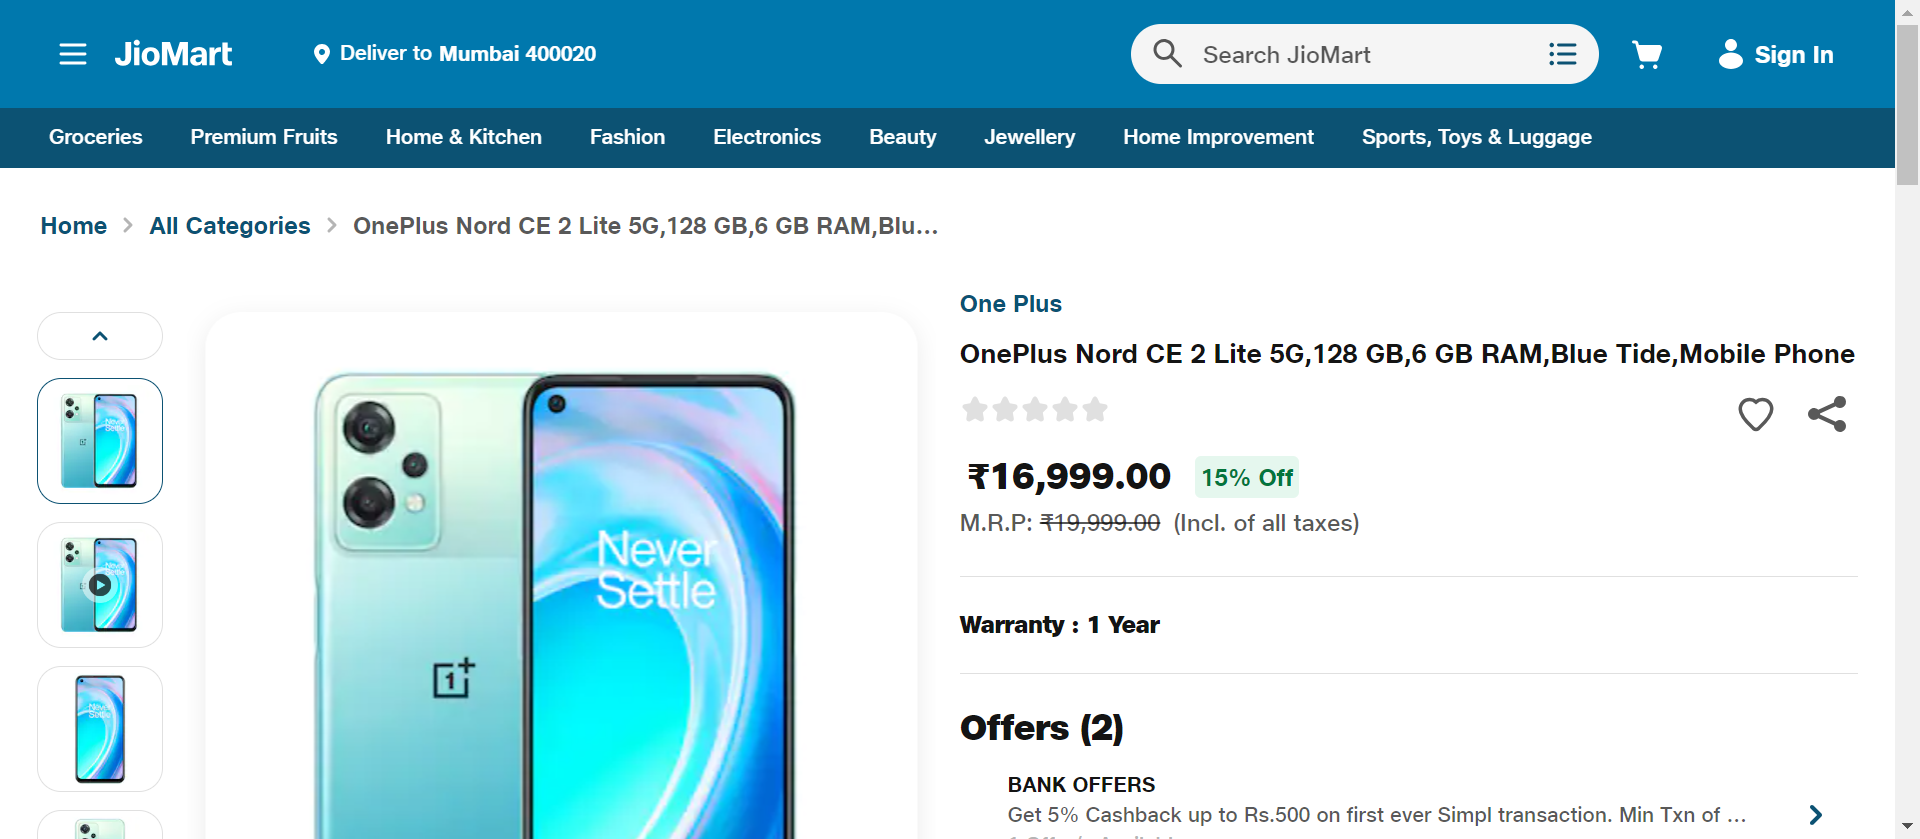 JioMart
Deliver to Mumbai 400020
Search JioMart
Sign In
Groceries
Premium Fruits
Home & Kitchen
Fashion
Electronics
Beauty
Jewellery
Home Improvement
Sports, Toys & Luggage
Home
All Categories
OnePlus Nord CE 2 Lite 5G,128 GB,6 GB RAM,Blu...
Never
Settle
One Plus
OnePlus Nord CE 2 Lite 5G,128 GB,6 GB RAM,Blue Tide,Mobile Phone
₹16,999.00 15% Off
M.R.P: ₹19,999.00 (Incl. of all taxes)
Warranty : 1 Year
Offers (2)
BANK OFFERS
Get 5% Cashback up to Rs.500 on first ever Simpl transaction. Min Txn of ...